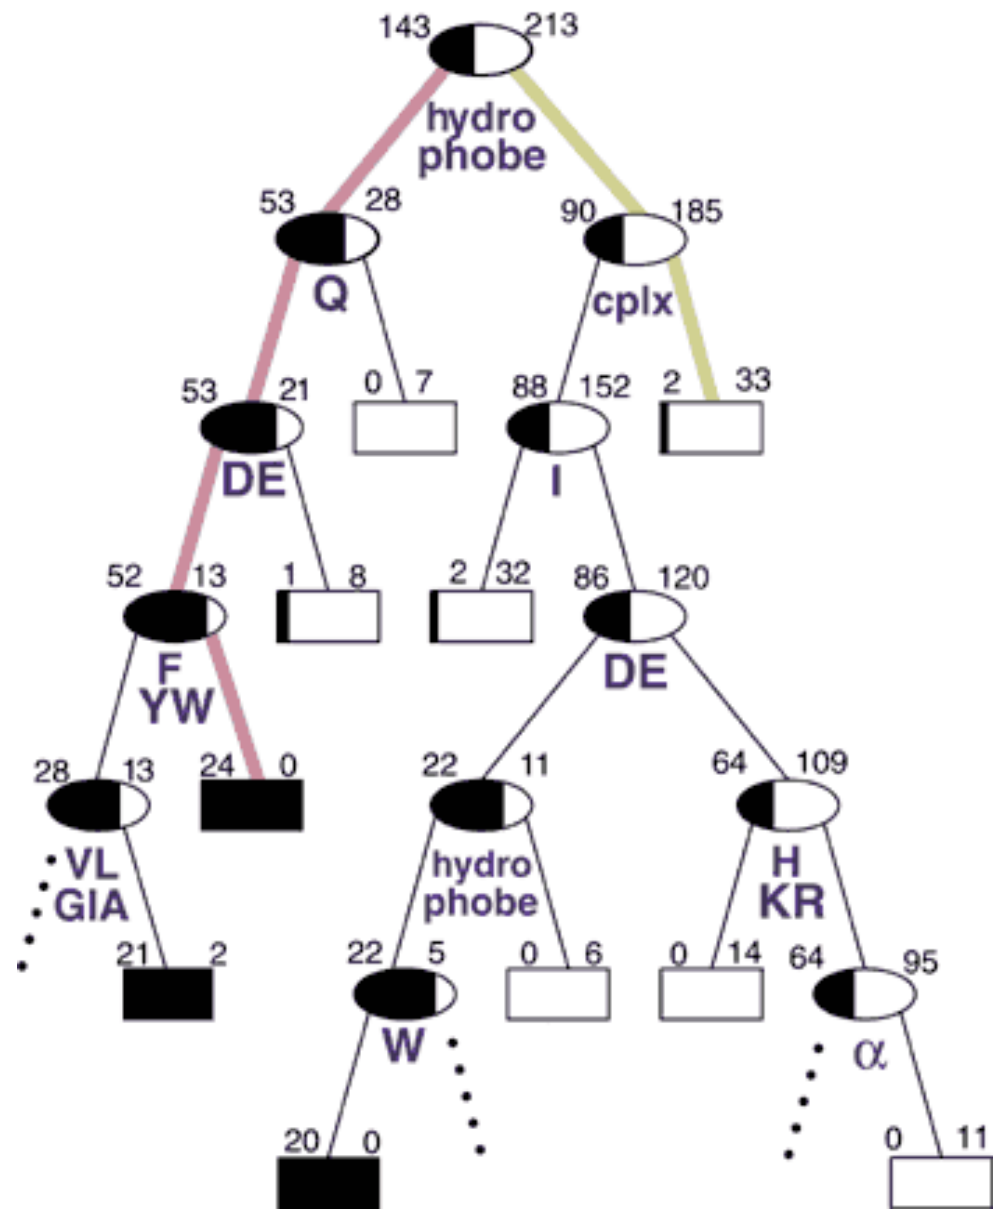 143 213
hydro
phobe
53 28
90 185
Q
cplx
53 21
0 7
88 152
2 33
DE
I
52 13
1 8
2 32
86 120
F
YW
DE
28 13
24 0
22 11
64 109
VL
GIA
hydro
phobe
H
KR
21 2
22 5
0 6
0 14
64 95
W
α
20 0
0 11